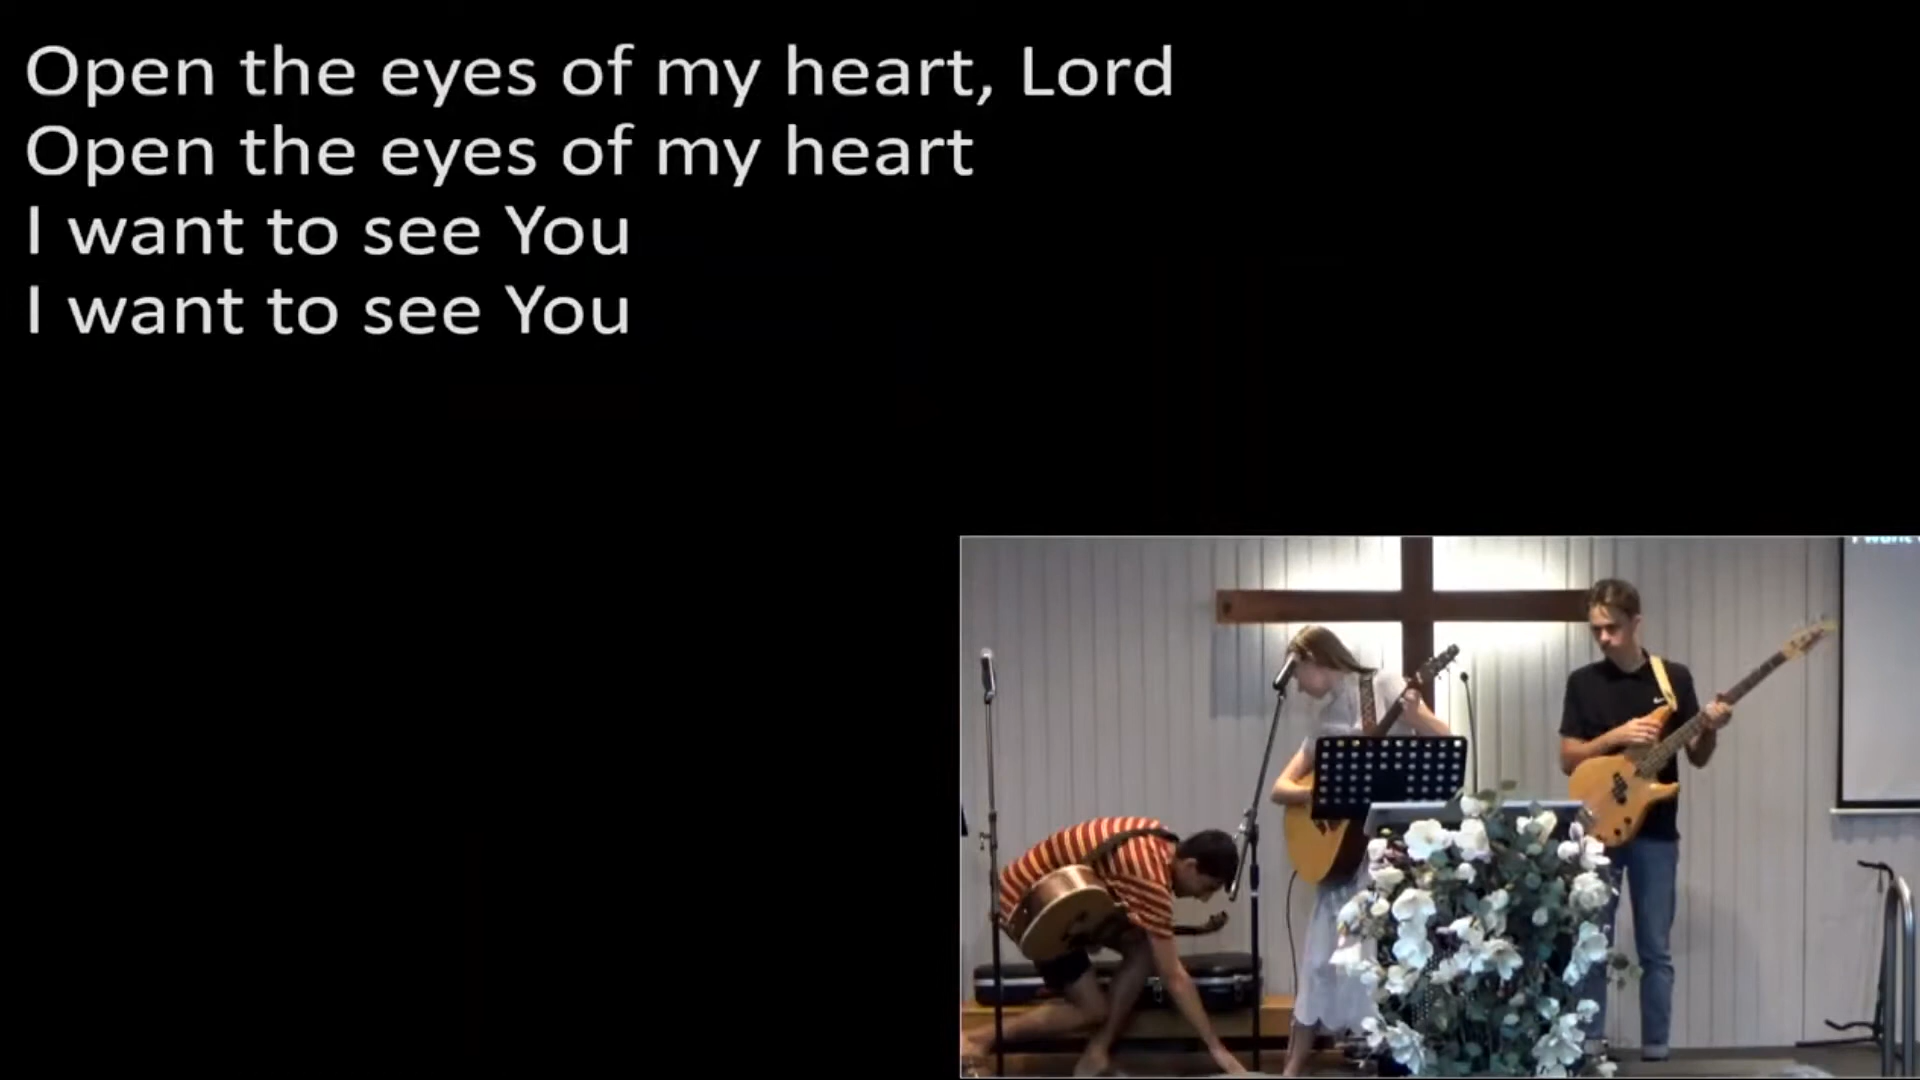 Open the eyes of my heart, Lord
Open the eyes of my heart
I want to see You
I want to see You
I want